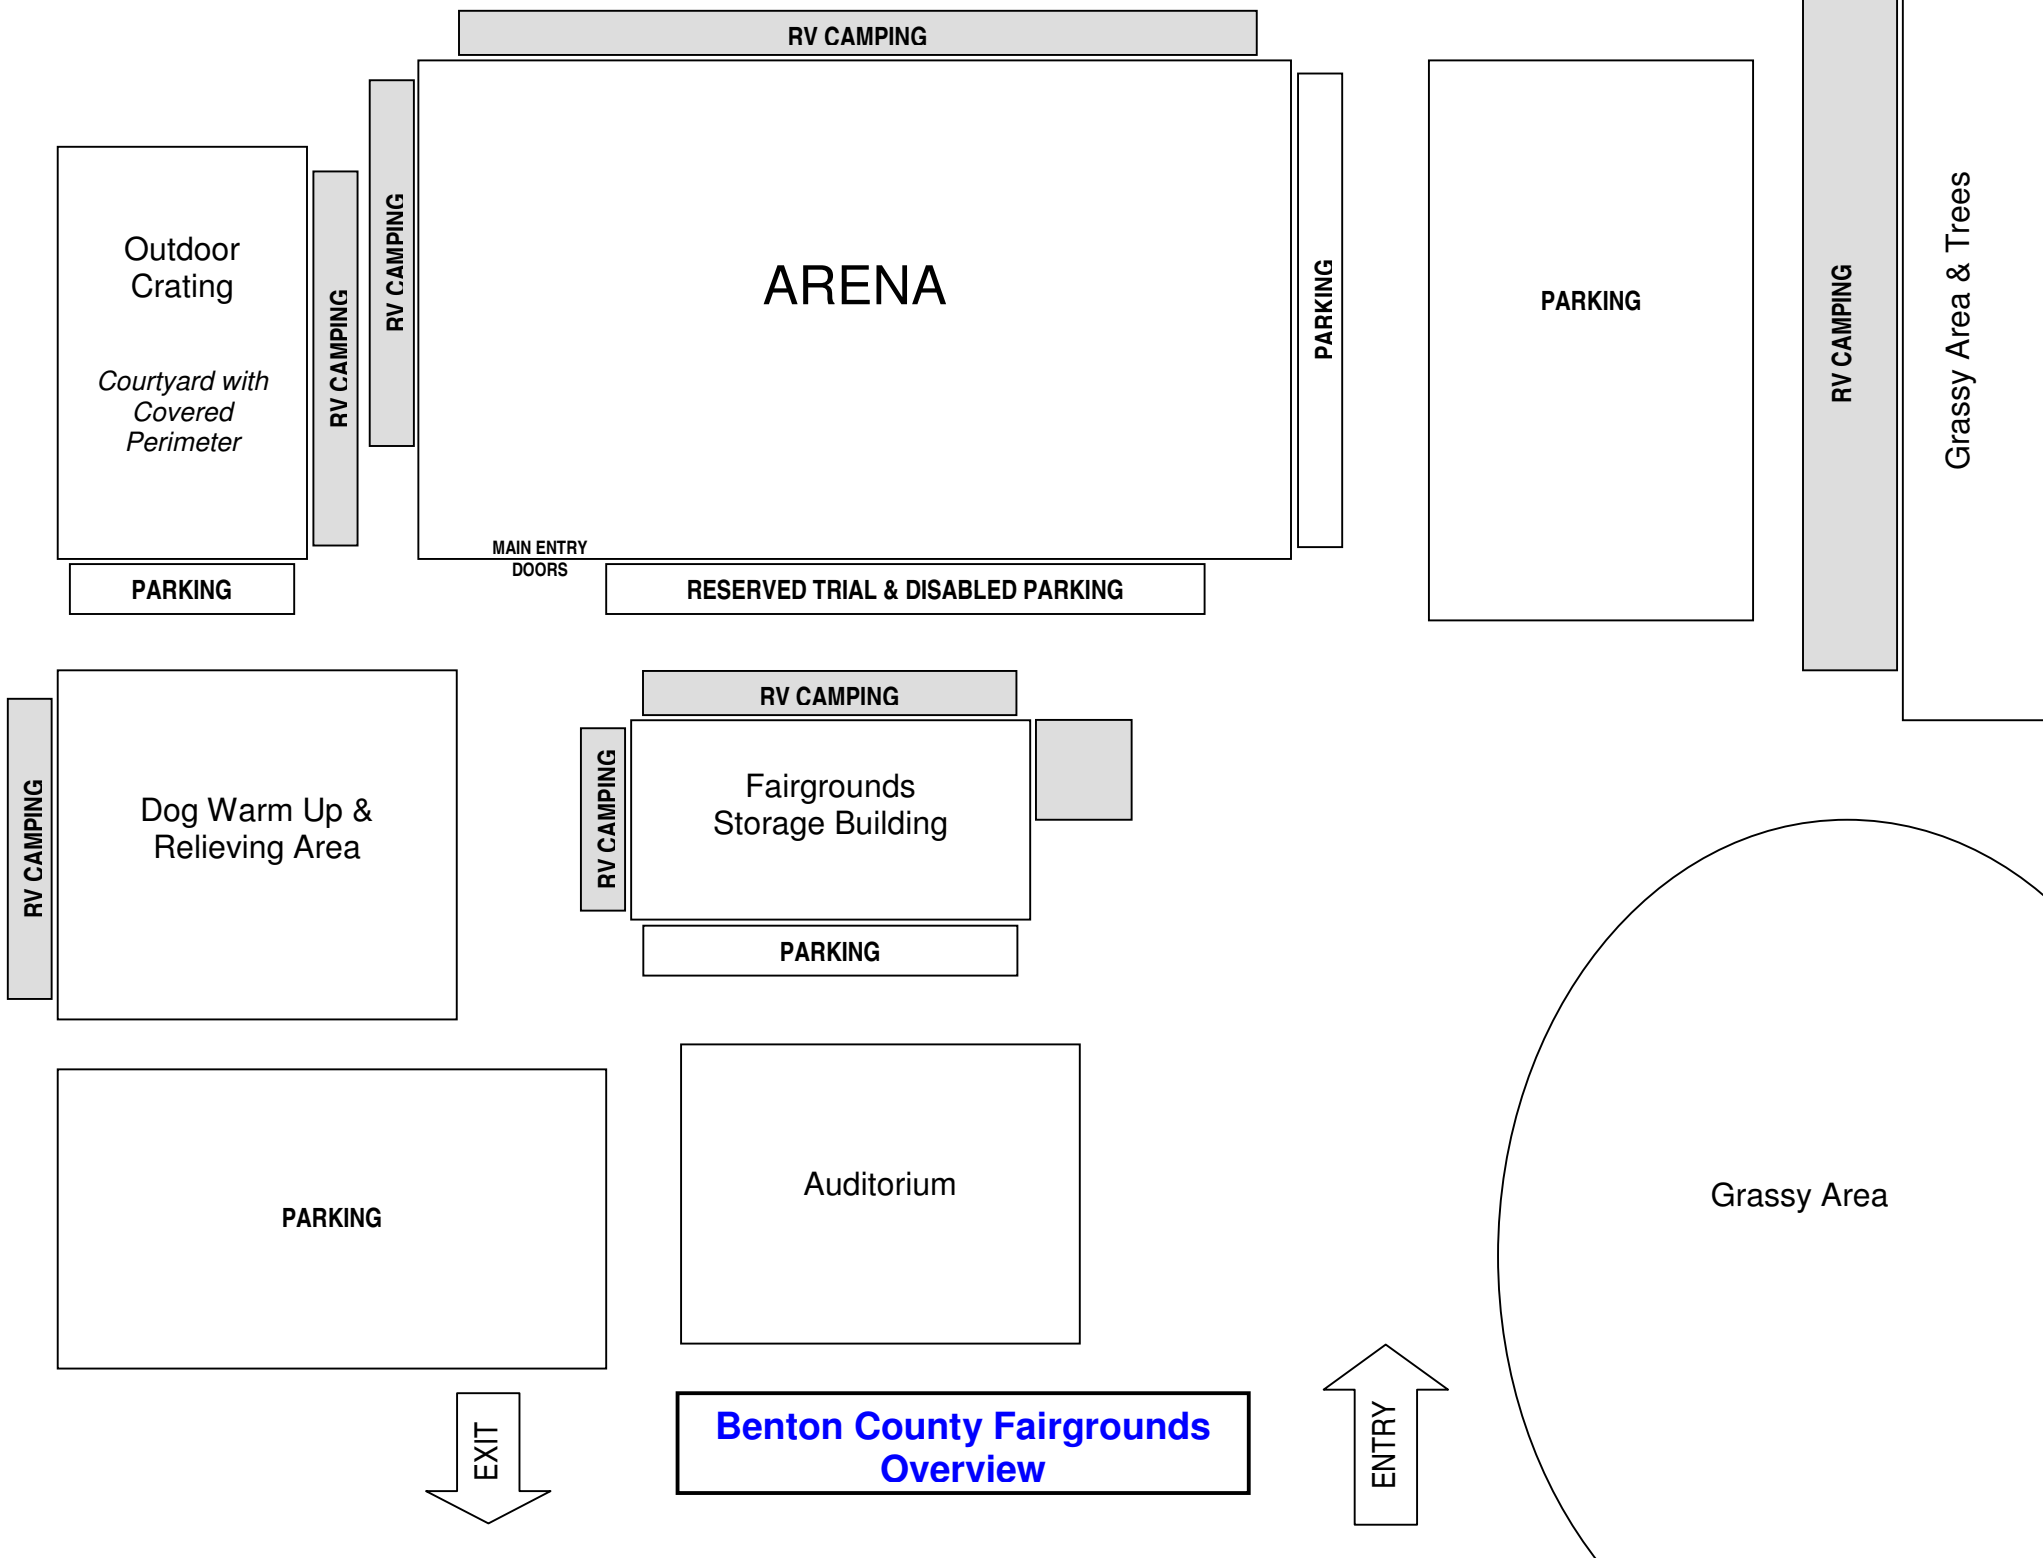 RV CAMPING
RV CAMPING
Outdoor
Crating
Courtyard with
Covered
Perimeter
RV CAMPING
ARENA
PARKING
PARKING
RV CAMPING
Grassy Area & Trees
MAIN ENTRY
DOORS
PARKING
RESERVED TRIAL & DISABLED PARKING
RV CAMPING
RV CAMPING
Dog Warm Up &
Relieving Area
RV CAMPING
Fairgrounds
Storage Building
PARKING
PARKING
Auditorium
Grassy Area
EXIT
Benton County Fairgrounds
Overview
ENTRY